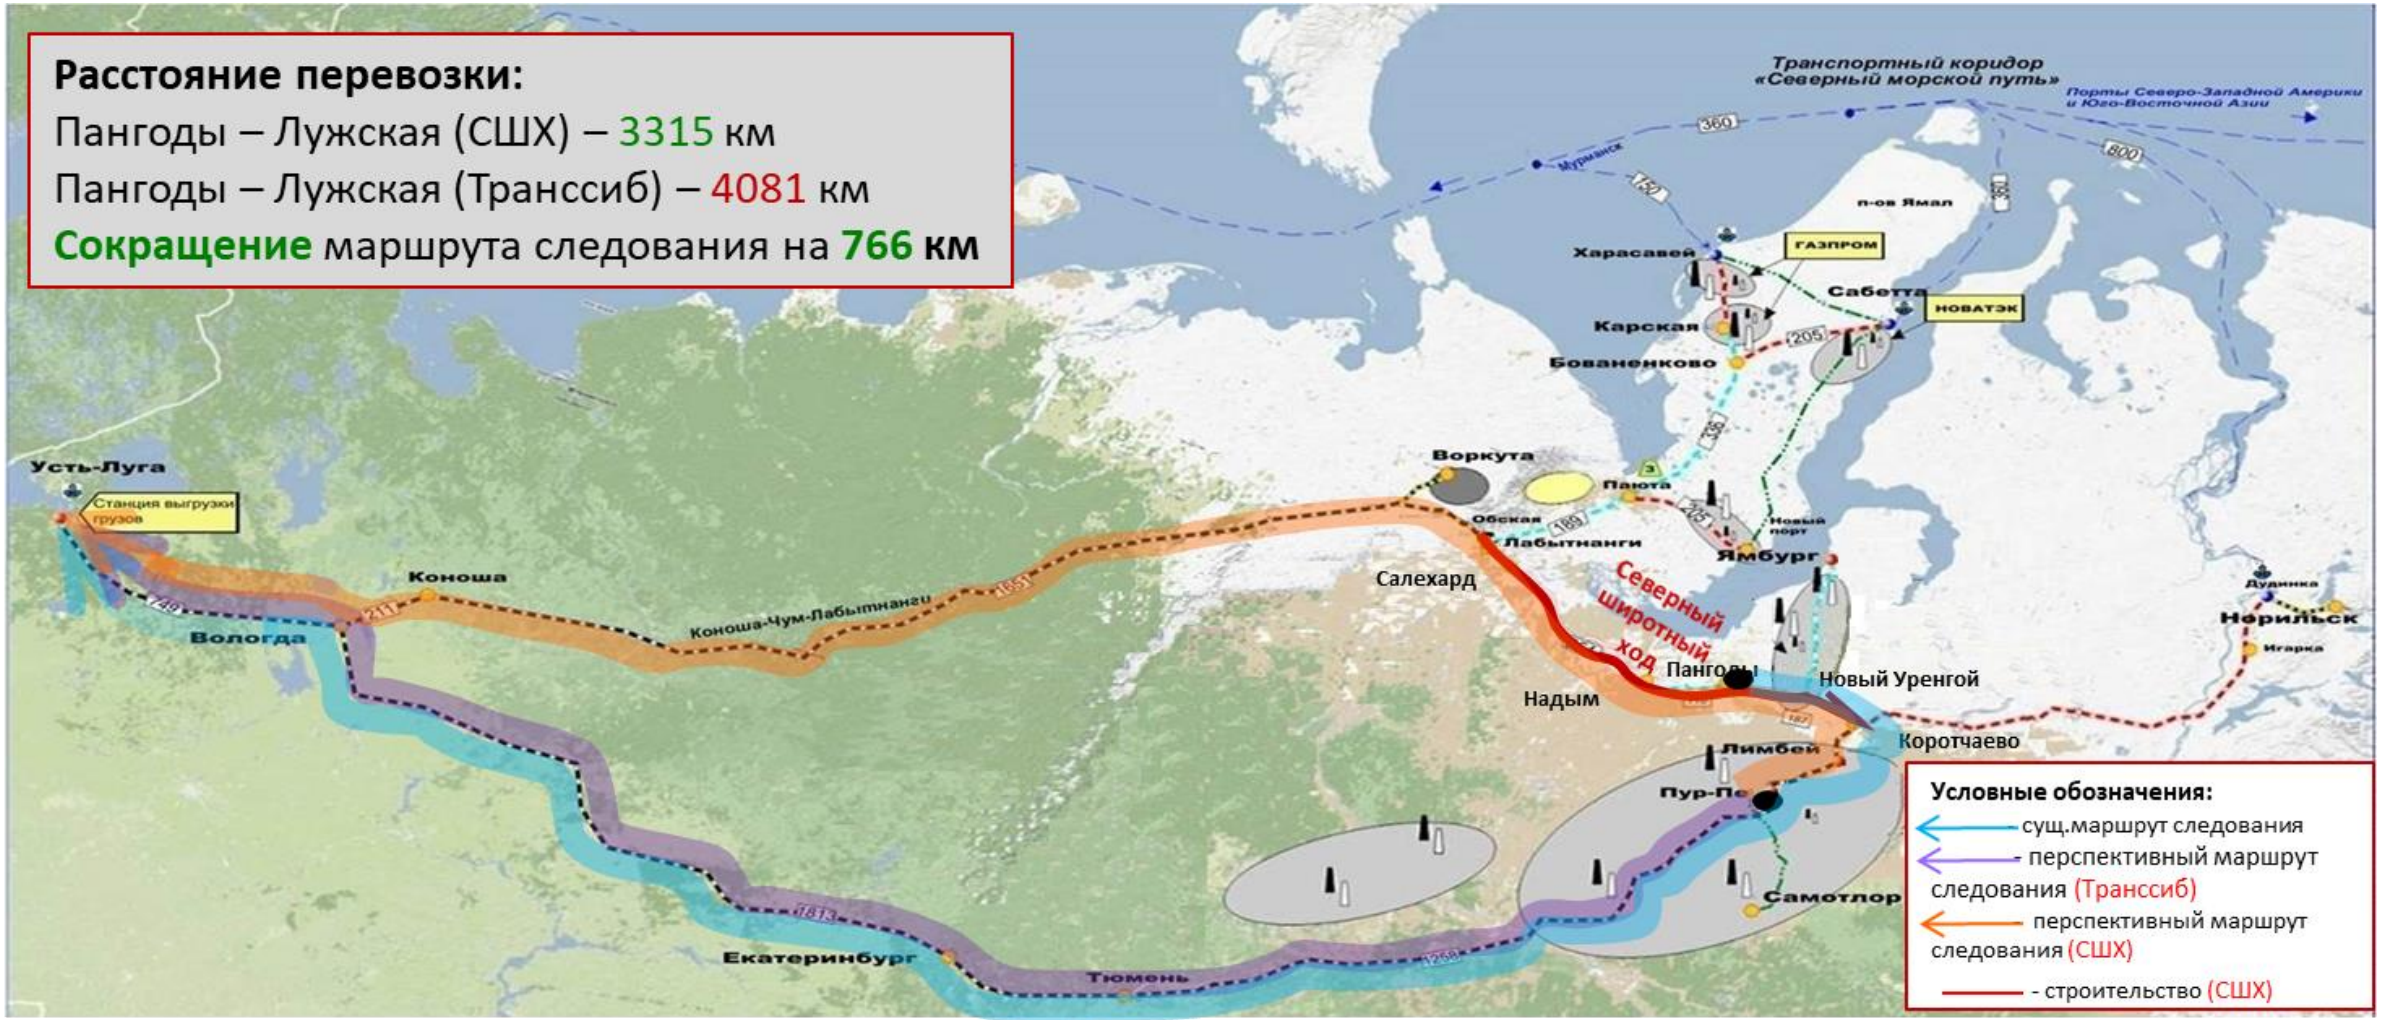 Расстояние перевозки:
Пангоды – Лужская (СШХ) – 3315 км
Пангоды – Лужская (Транссиб) – 4081 км
Сокращение маршрута следования на 766 км
Транспортный коридор
«Северный морской путь»
Порты Северо-Западной Америки
и Юго-Восточной Азии
360
800
Мурманск
150
360
п-ов Ямал
ГАЗПРОМ
Харасавей
Сабетта
НОВАТЭК
Карская
205
Бованенково
336
Воркута
3
Паюта
Усть-Луга
Станция выгрузки
грузов
Обская
189
205
Новый
порт
Лабытнанги
Ямбург
Салехард
Северный
широтный
ход
Коноша
1651
Коноша-Чум-Лабытнанги
749
211
Вологда
Дудинка
Норильск
Игарка
Пангоды
Новый Уренгой
Надым
187
Коротчаево
Лимбей
Пур-Пе
Самотлор
1813
Екатеринбург
1258
Тюмень
Условные обозначения:
- сущ.маршрут следования
- перспективный маршрут
следования (Транссиб)
перспективный маршрут
следования (СШХ)
- строительство (СШХ)